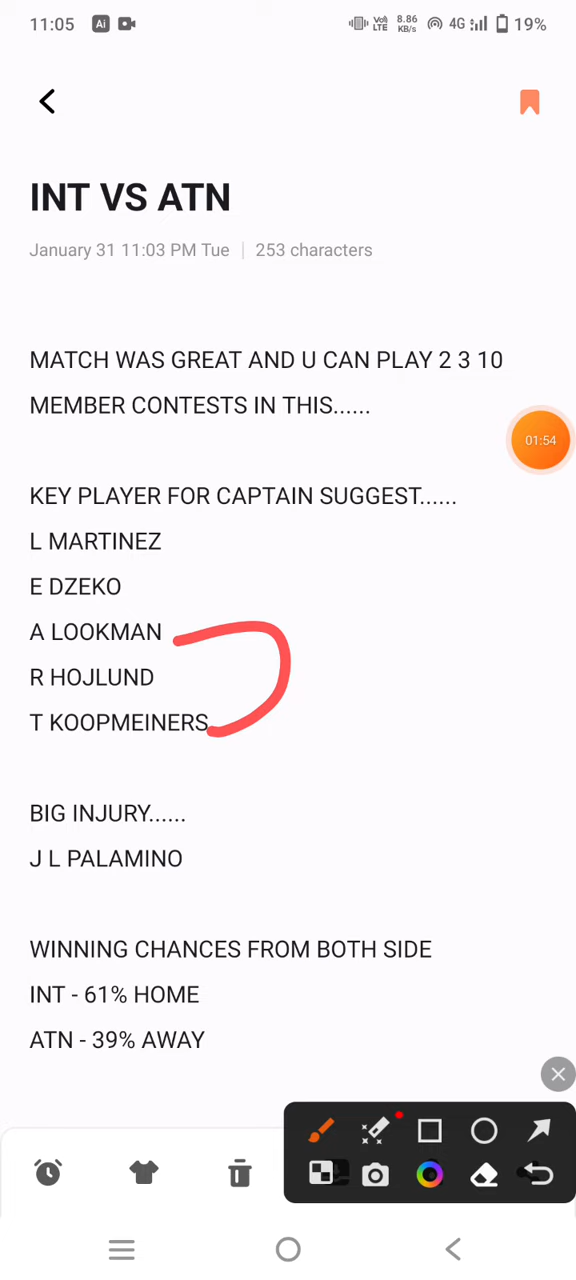 11:05 Ai Vo) LTE 8.86 KB/s 4G 19%
INT VS ATN
January 31 11:03 PM Tue | 253 characters
MATCH WAS GREAT AND U CAN PLAY 2 3 10
MEMBER CONTESTS IN THIS......
01:54
KEY PLAYER FOR CAPTAIN SUGGEST......
L MARTINEZ
E DZEKO
A LOOKMAN
R HOJLUND
T KOOPMEINERS
BIG INJURY......
J L PALAMINO
WINNING CHANCES FROM BOTH SIDE
INT - 61% HOME
ATN - 39% AWAY